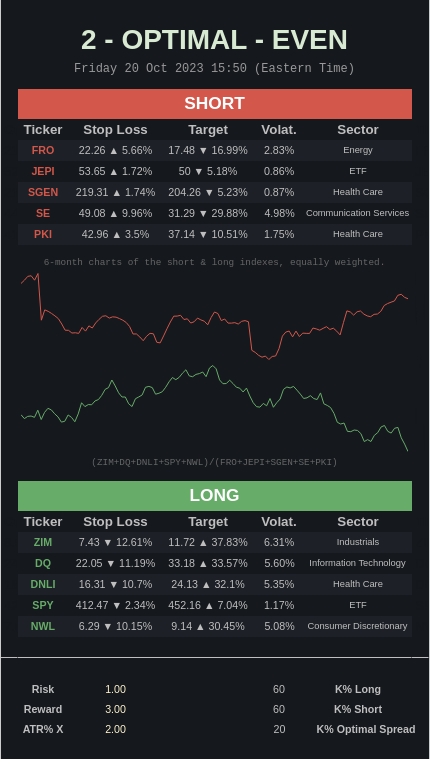 2 - OPTIMAL - EVEN
Friday 20 Oct 2023 15:50 (Eastern Time)
SHORT
Ticker Stop Loss Target Volat. Sector
FRO 22.26 ▲ 5.66% 17.48 ▼ 16.99% 2.83% Energy
JEPI 53.65 ▲ 1.72% 50 ▼ 5.18% 0.86% ETF
SGEN 219.31 ▲ 1.74% 204.26 ▼ 5.23% 0.87% Health Care
SE 49.08 ▲ 9.96% 31.29 ▼ 29.88% 4.98% Communication Services
PKI 42.96 ▲ 3.5% 37.14 ▼ 10.51% 1.75% Health Care
6-month charts of the short & long indexes, equally weighted.
(ZIM+DQ+DNLI+SPY+NWL)/(FRO+JEPI+SGEN+SE+PKI)
LONG
Ticker Stop Loss Target Volat. Sector
ZIM 7.43 ▼ 12.61% 11.72 ▲ 37.83% 6.31% Industrials
DQ 22.05 ▼ 11.19% 33.18 ▲ 33.57% 5.60% Information Technology
DNLI 16.31 ▼ 10.7% 24.13 ▲ 32.1% 5.35% Health Care
SPY 412.47 ▼ 2.34% 452.16 ▲ 7.04% 1.17% ETF
NWL 6.29 ▼ 10.15% 9.14 ▲ 30.45% 5.08% Consumer Discretionary
Risk 1.00 60 K% Long
Reward 3.00 60 K% Short
ATR% X 2.00 20 K% Optimal Spread